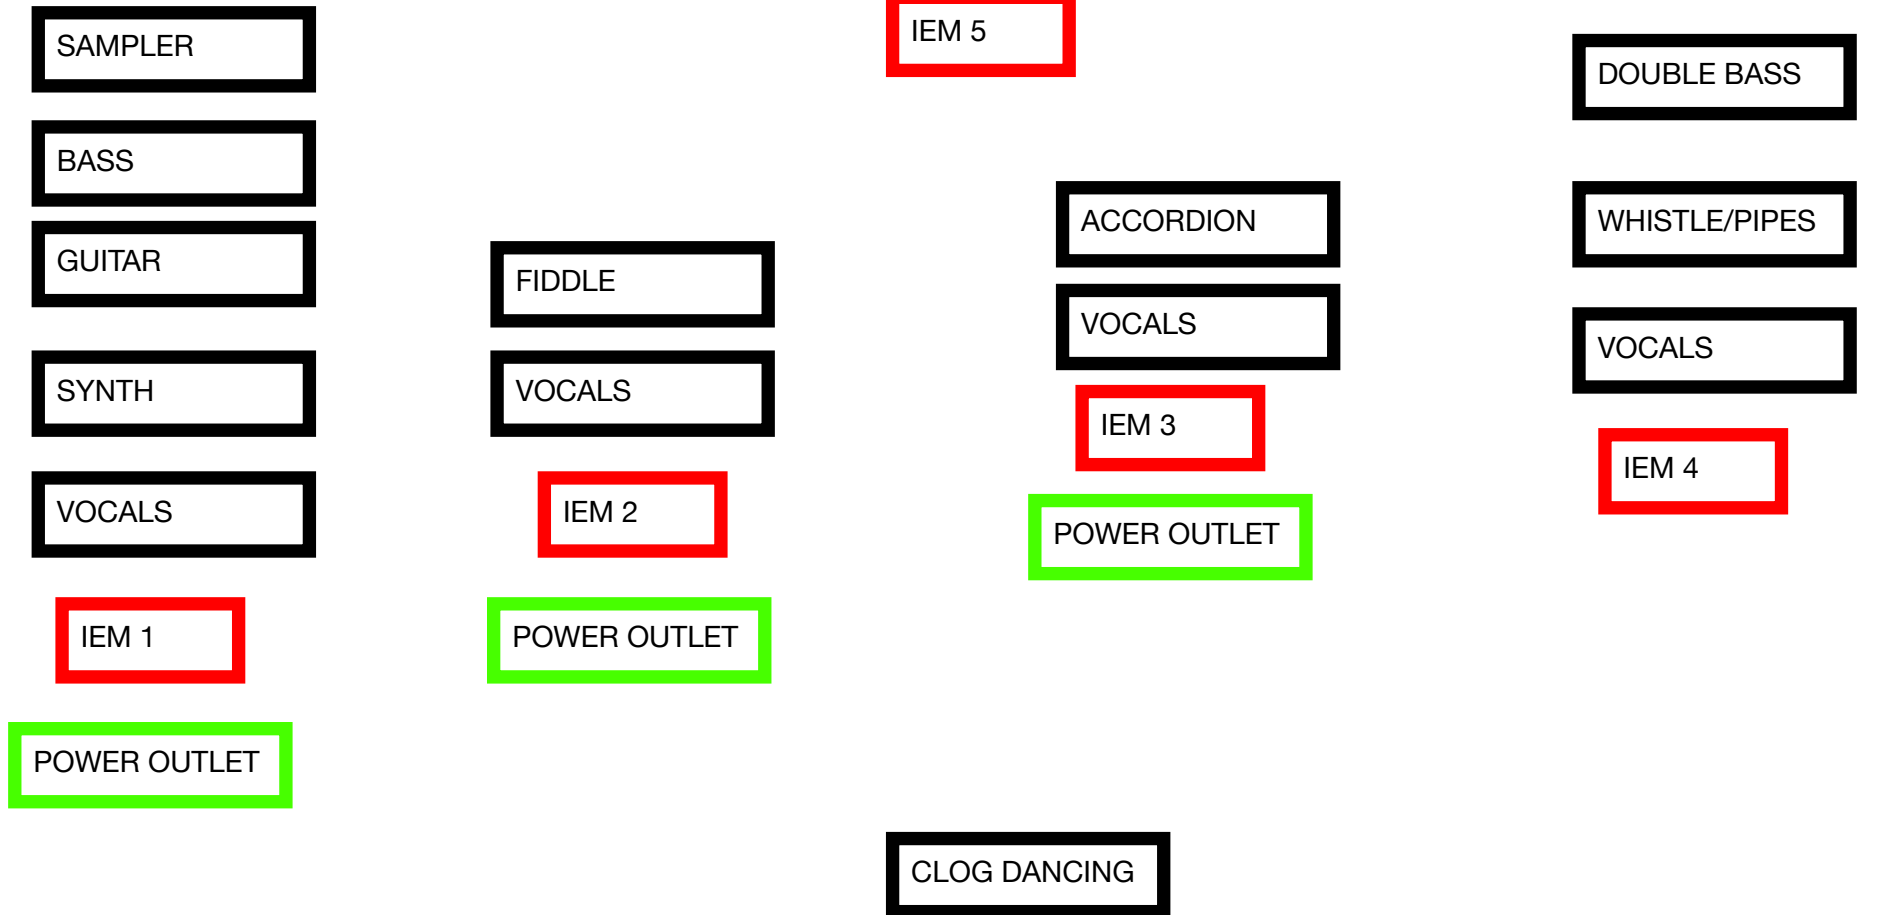 SAMPLER
BASS
GUITAR
SYNTH
VOCALS
IEM 1
POWER OUTLET
FIDDLE
VOCALS
IEM 2
POWER OUTLET
IEM 5
ACCORDION
VOCALS
IEM 3
POWER OUTLET
DOUBLE BASS
WHISTLE/PIPES
VOCALS
IEM 4
CLOG DANCING